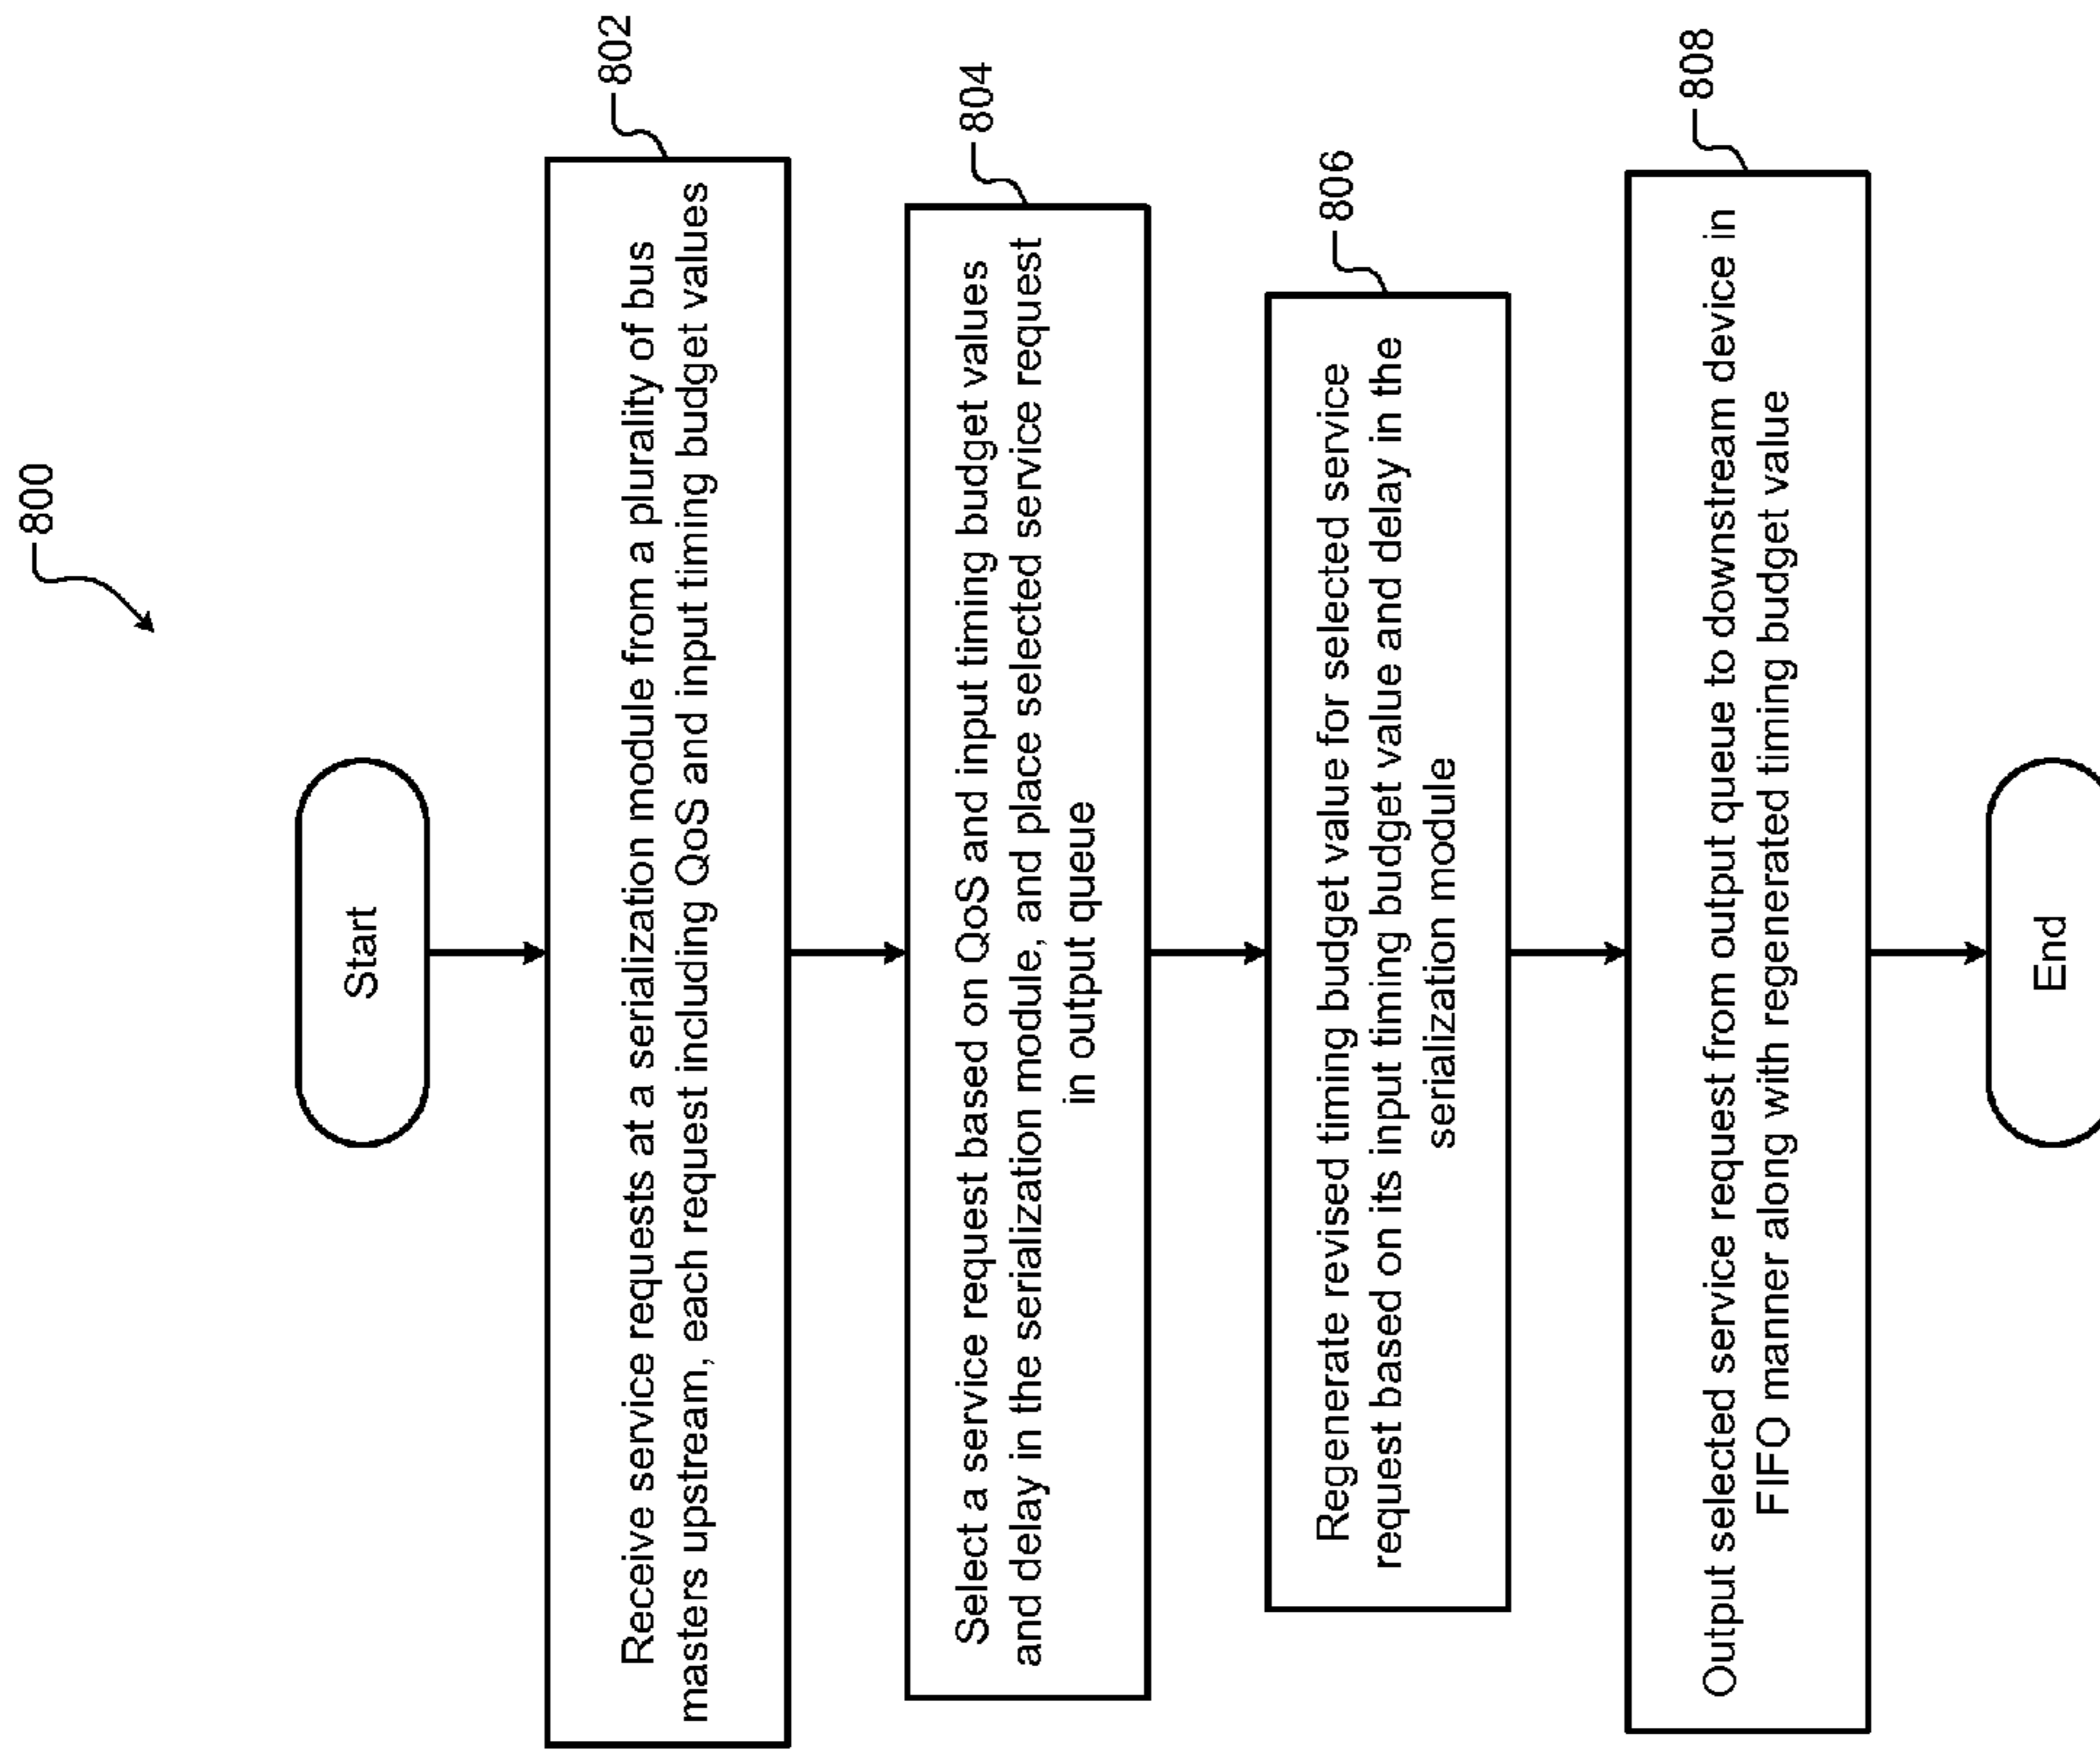 800
Start
802
Receive service requests at a serialization module from a plurality of bus
masters upstream, each request including QoS and input timing budget values
804
Select a service request based on QoS and input timing budget values
and delay in the serialization module, and place selected service request
in output queue
806
Regenerate revised timing budget value for selected service
request based on its input timing budget value and delay in the
serialization module
808
Output selected service request from output queue to downstream device in
FIFO manner along with regenerated timing budget value
End